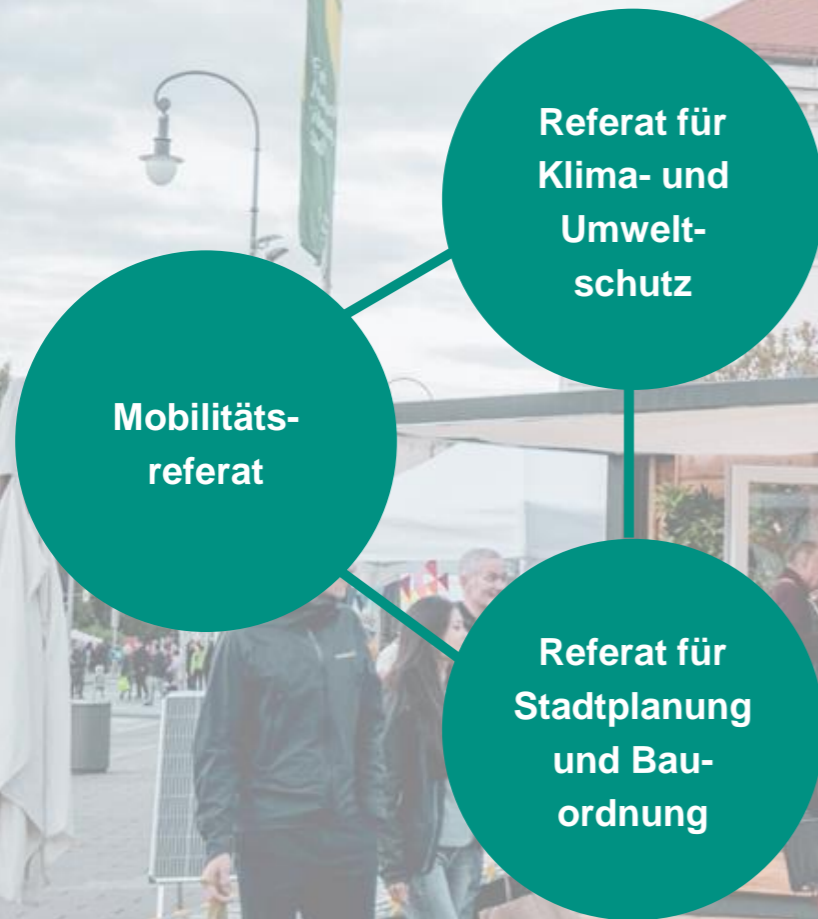 Referat für
Klima- und
Umwelt-
schutz
Mobilitäts-
referat
Referat für
Stadtplanung
und Bau-
ordnung